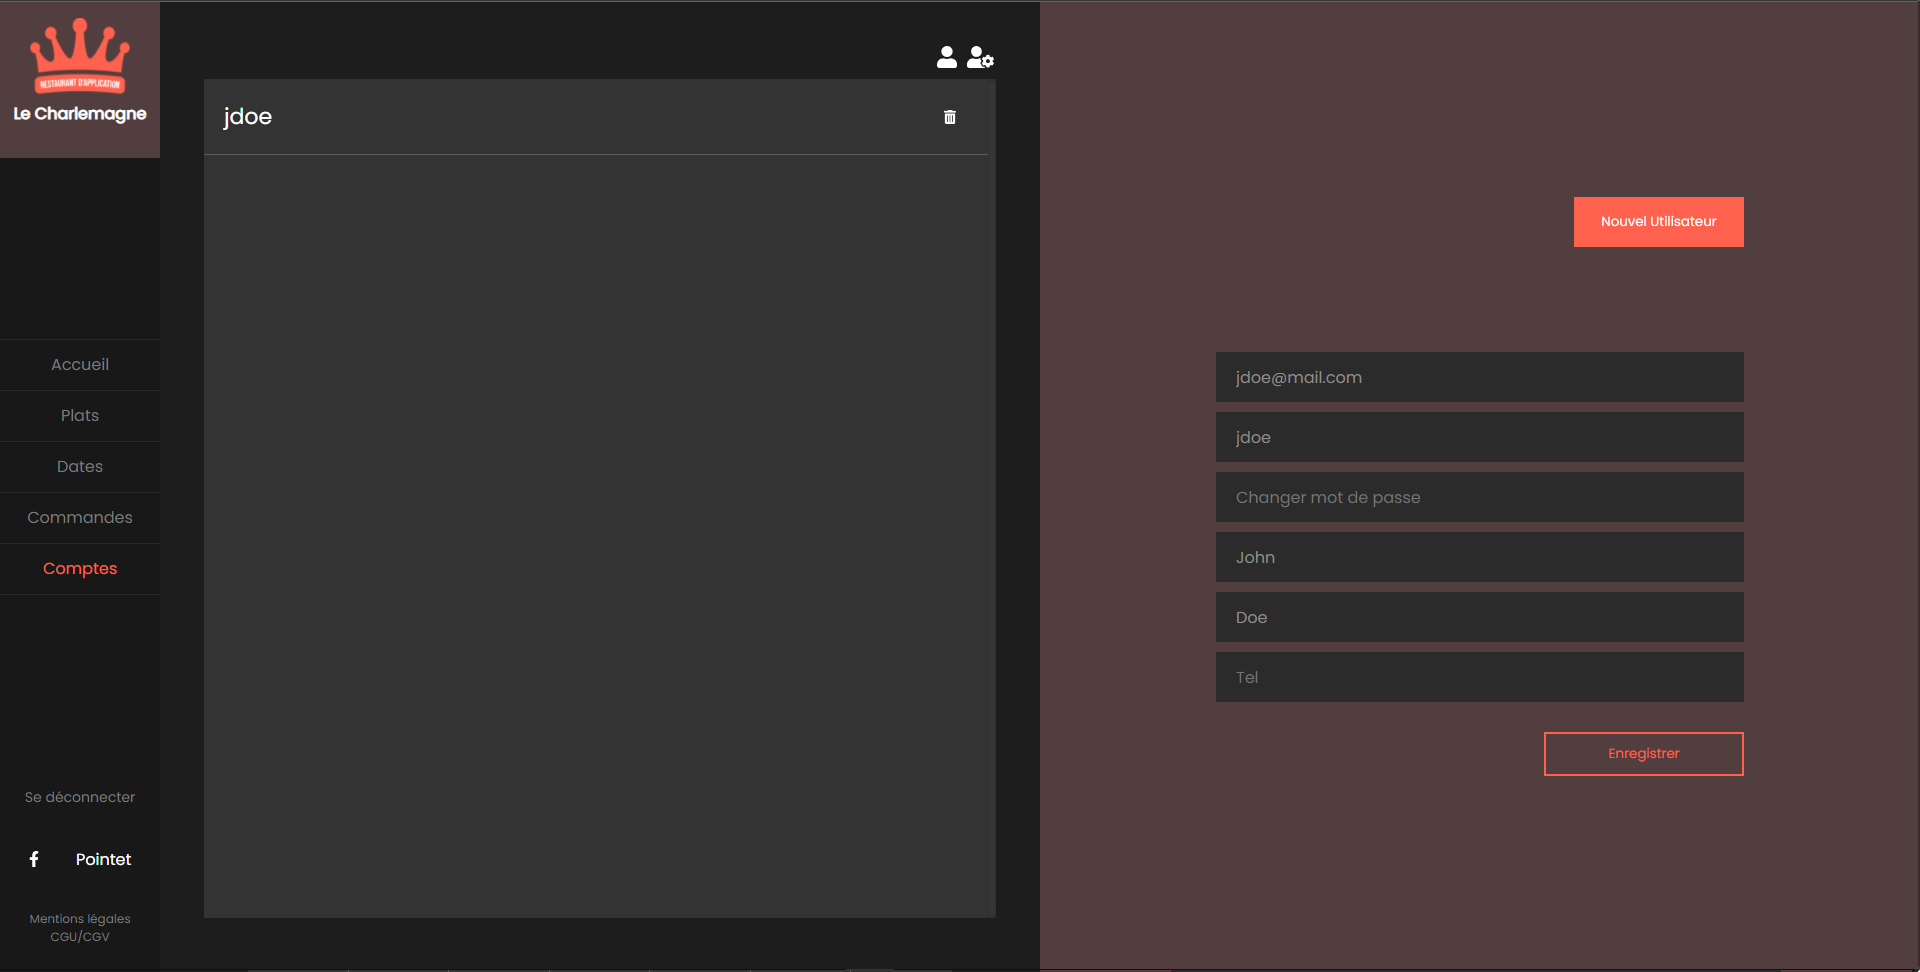 RESTAURANT D'APPLICATION
Le Charlemagne
Accueil
Plats
Dates
Commandes
Comptes
Se déconnecter
Pointet
Mentions légales
CGU/CGV
jdoe
Nouvel Utilisateur
jdoe@mail.com
jdoe
Changer mot de passe
John
Doe
Tel
Enregistrer